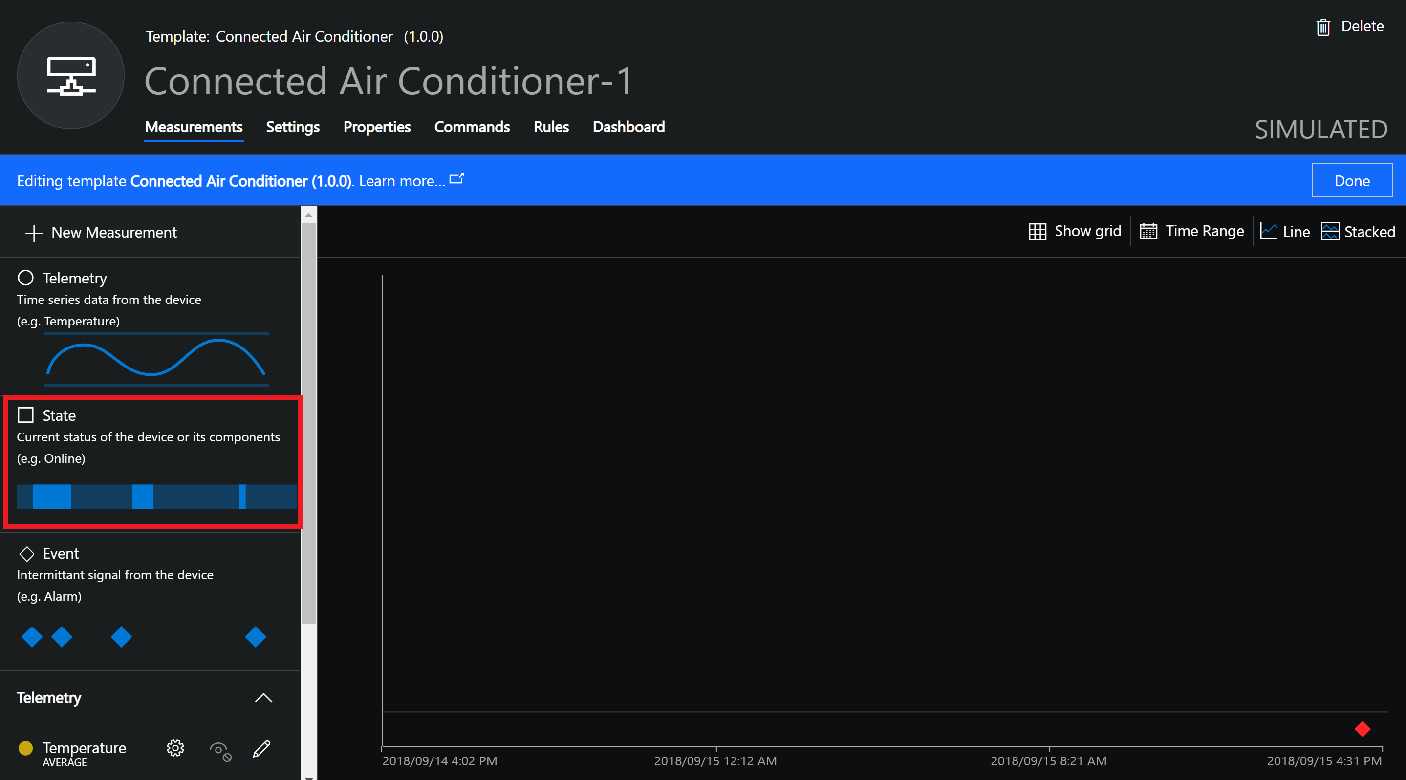 Template: Connected Air Conditioner (1.0.0)
Delete
Connected Air Conditioner-1
Measurements Settings Properties Commands Rules Dashboard
SIMULATED
Editing template Connected Air Conditioner (1.0.0). Learn more...
Done
New Measurement
Show grid Time Range Line Stacked
Telemetry
Time series data from the device
(e.g. Temperature)
State
Current status of the device or its components
(e.g. Online)
Event
Intermittant signal from the device
(e.g. Alarm)
Telemetry
Temperature
AVERAGE
2018/09/14 4:02 PM 2018/09/15 12:12 AM 2018/09/15 8:21 AM 2018/09/15 4:31 PM